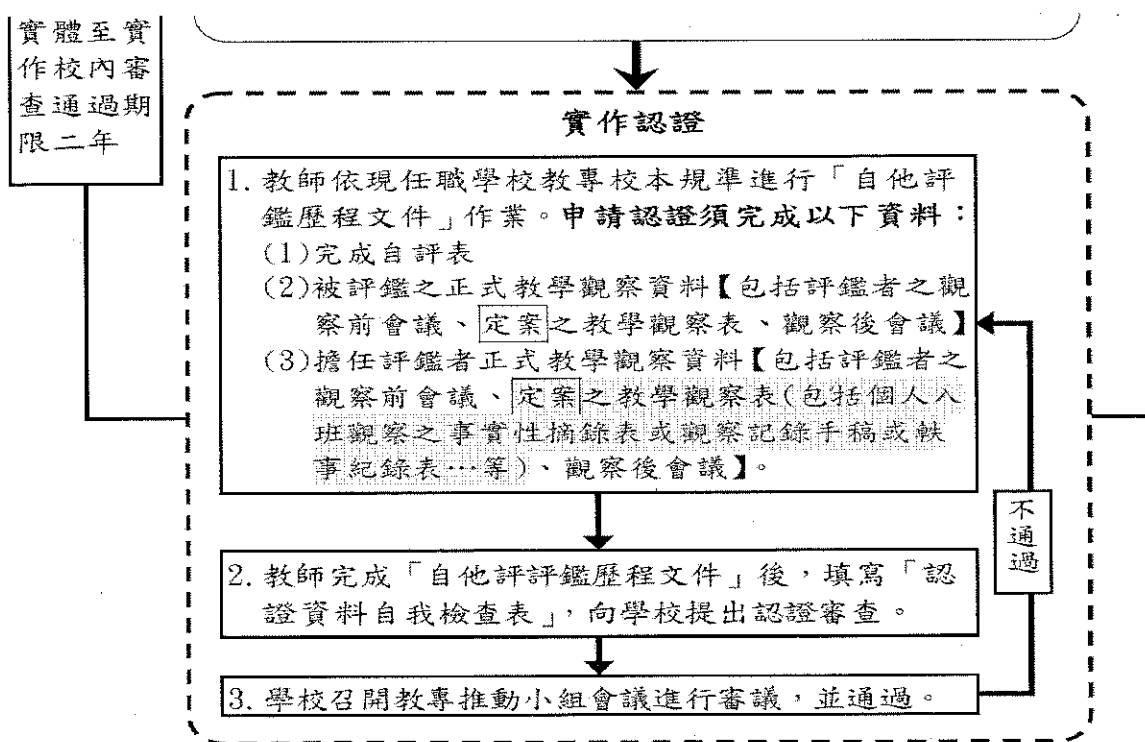 實體至實
作校內審
查通過期
限二年
實作認證
1. 教師依現任職學校教專校本規準進行「自他評
鑑歷程文件」作業。申請認證須完成以下資料：
(1)完成自評表
(2)被評鑑之正式教學觀察資料【包括評鑑者之觀
察前會議、定案之教學觀察表、觀察後會議】
(3)擔任評鑑者正式教學觀察資料【包括評鑑者之
觀察前會議、定案之教學觀察表(包括個人入
班觀察之事實性摘錄表或觀察記錄手稿或軼
事紀錄表…等)、觀察後會議】。
不通過
2. 教師完成「自他評評鑑歷程文件」後，填寫「認
證資料自我檢查表」，向學校提出認證審查。
3. 學校召開教專推動小組會議進行審議，並通過。